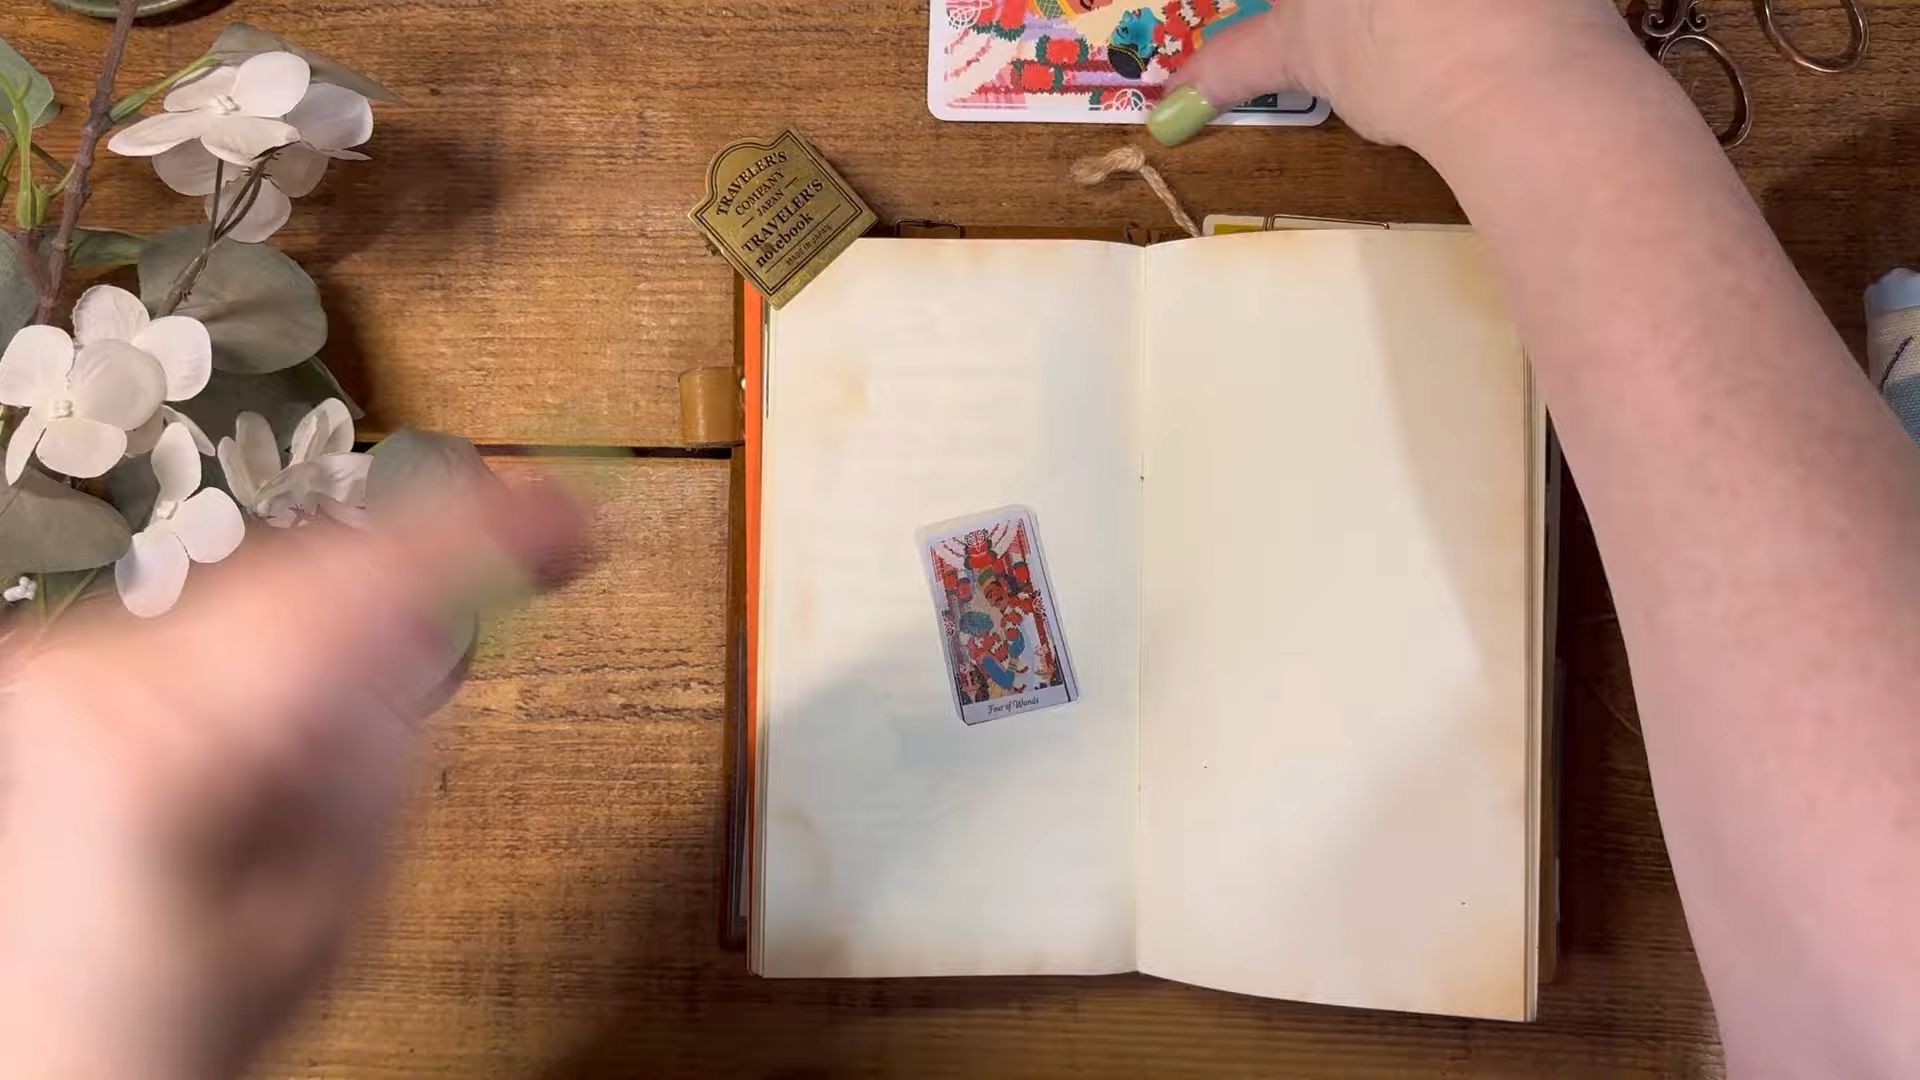 TRAVELER'S
COMPANY
JAPAN
TRAVELER'S
notebook
MADE IN JAPAN
Four of Wands